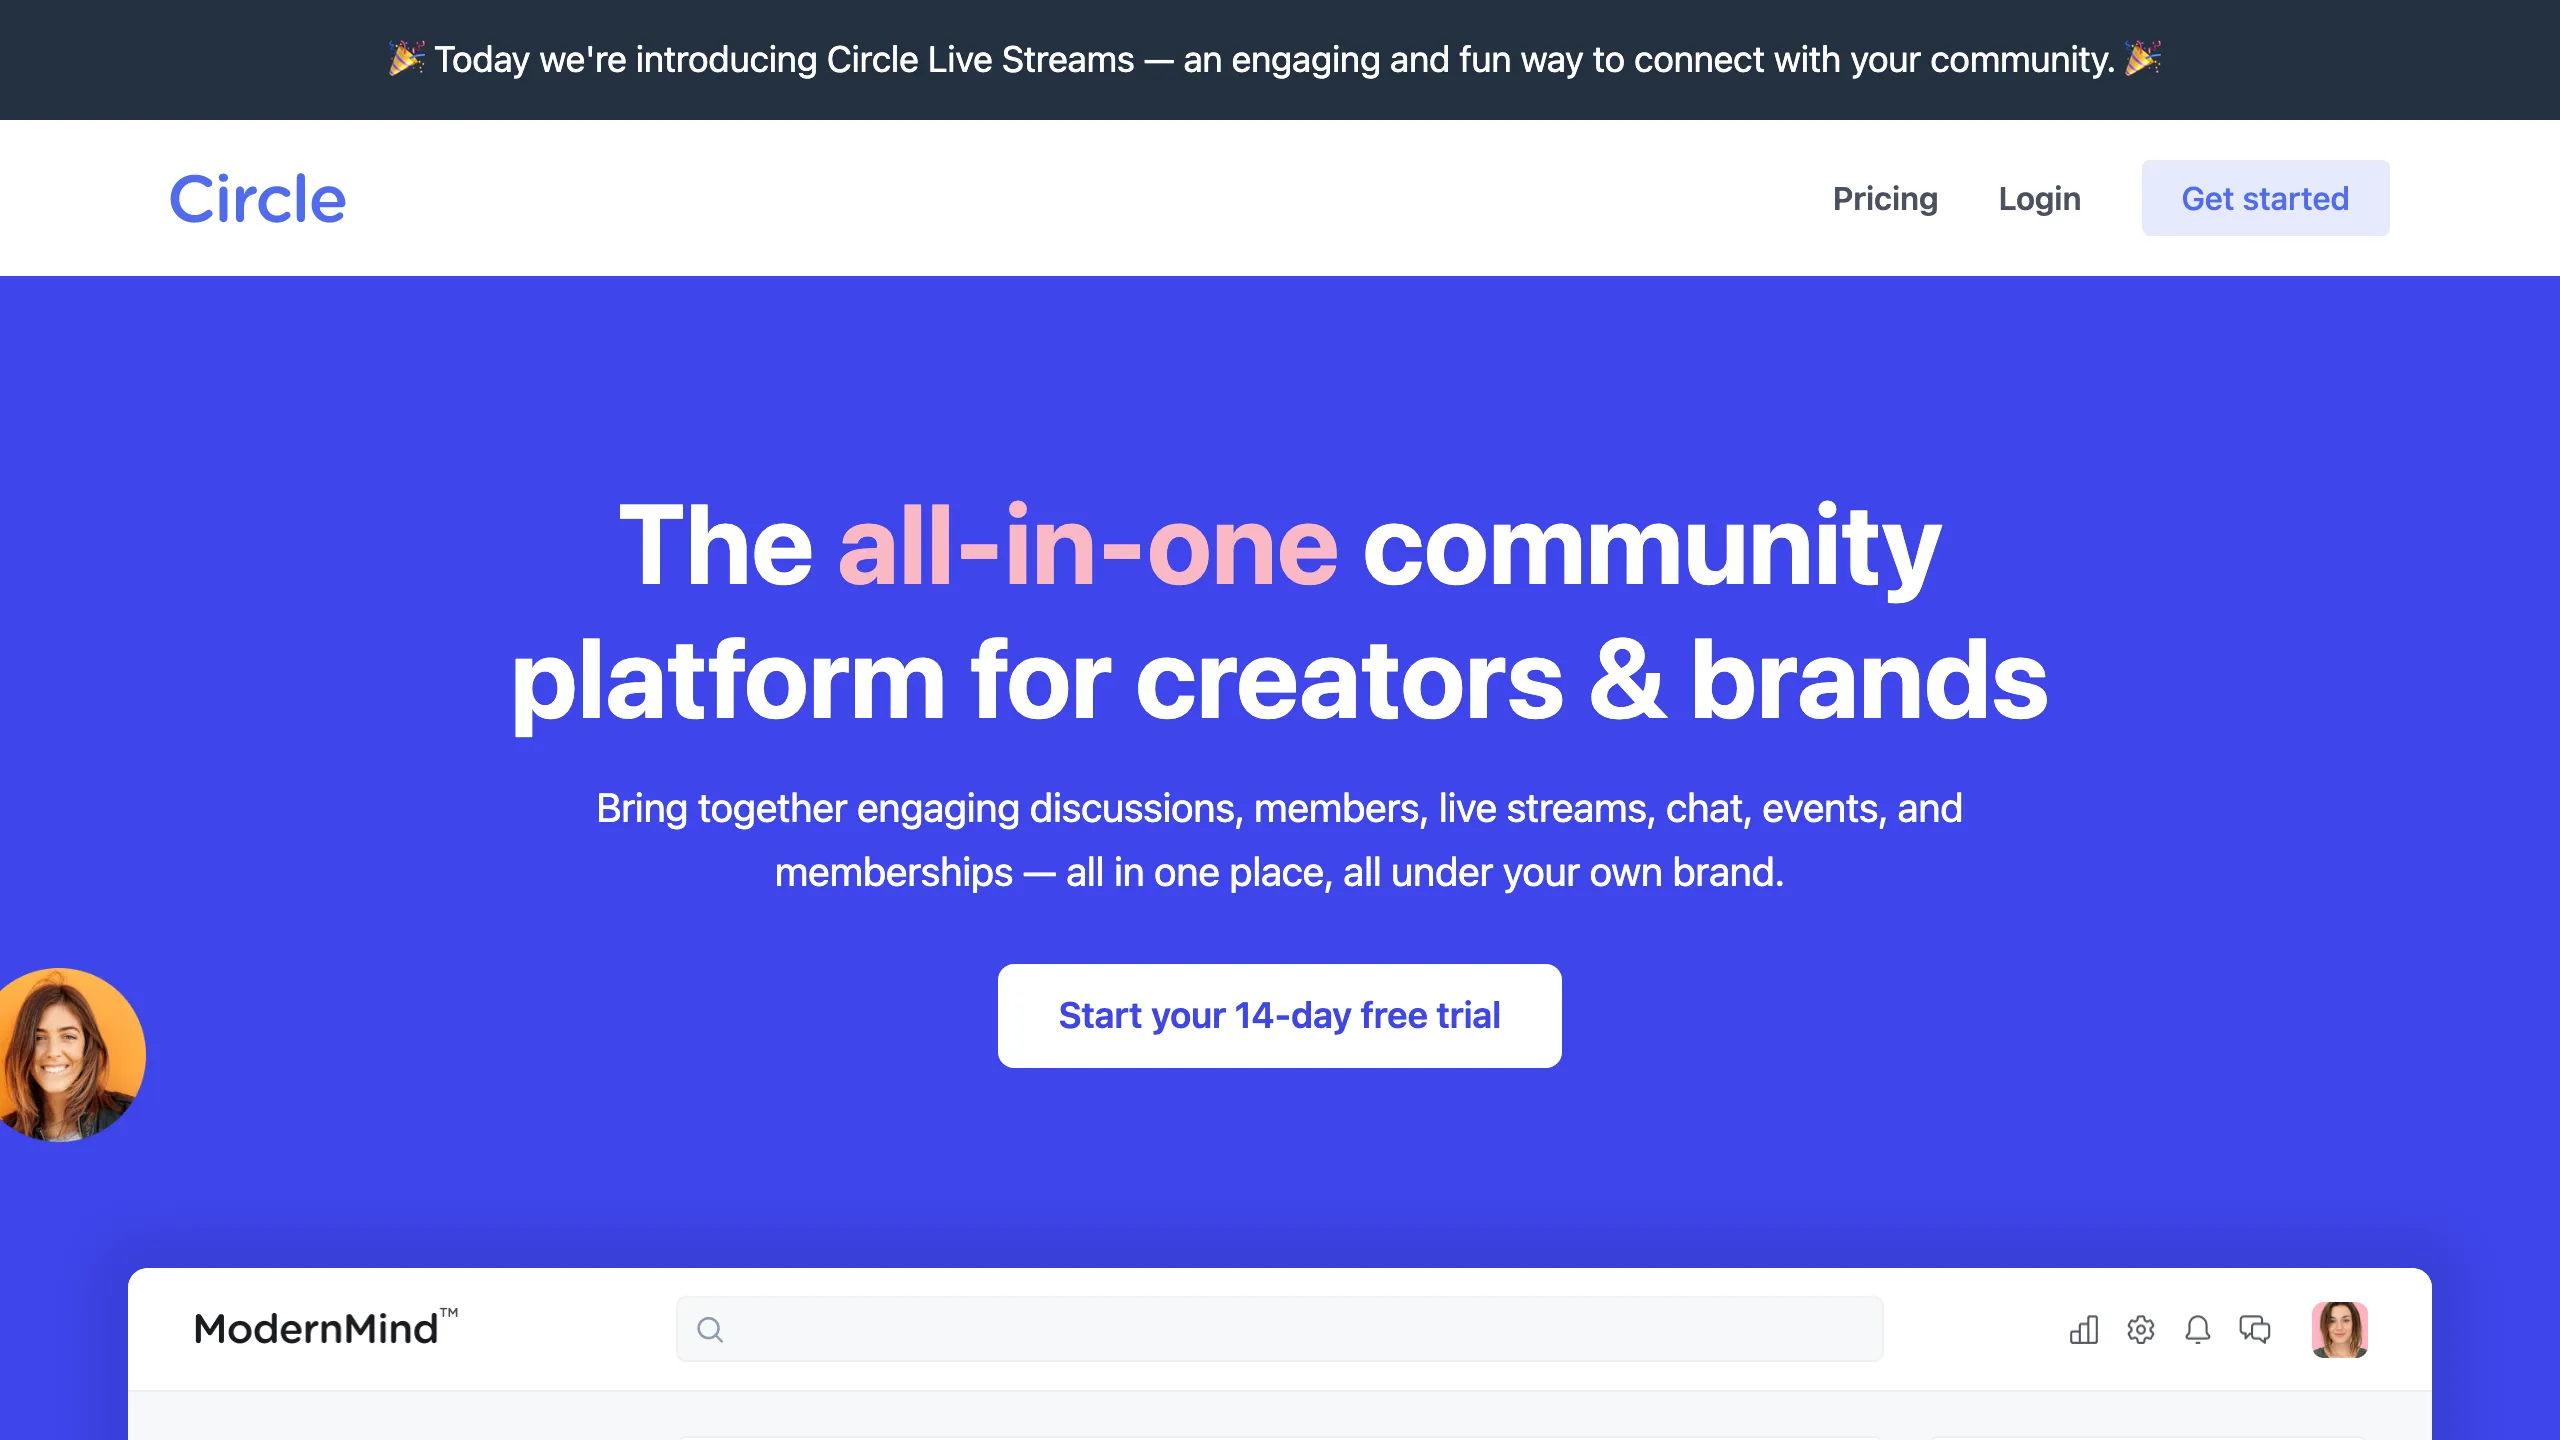 🎉 Today we're introducing Circle Live Streams — an engaging and fun way to connect with your community. 🎉
Circle
Pricing
Login
Get started
The all-in-one community
platform for creators & brands
Bring together engaging discussions, members, live streams, chat, events, and
memberships — all in one place, all under your own brand.
Start your 14-day free trial
ModernMind™